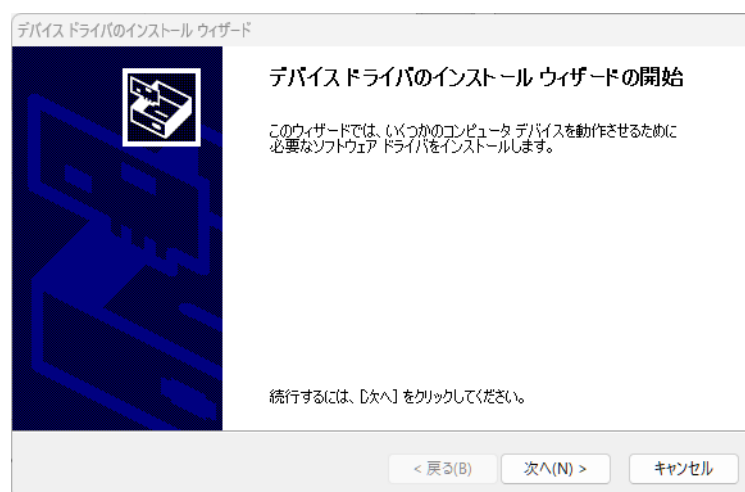 デバイス ドライバのインストール ウィザード
デバイス ドライバのインストール ウィザードの開始
このウィザードでは、いくつかのコンピュータ デバイスを動作させるために
必要なソフトウェア ドライバをインストールします。
続行するには、[次へ] をクリックしてください。
< 戻る(B)
次へ(N) >
キャンセル